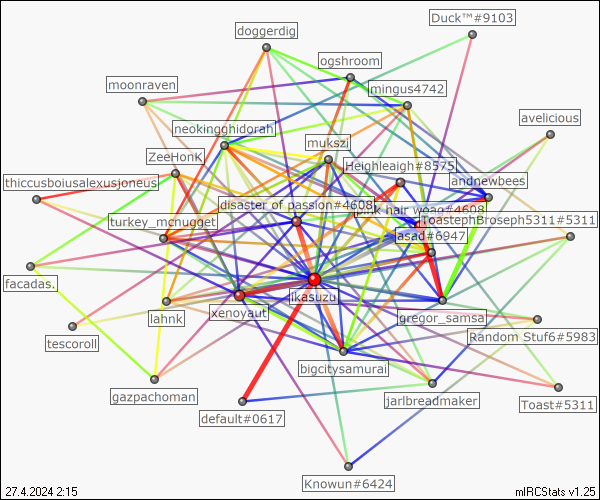 Duck™#9103
doggerdig
ogshroom
moonraven
mingus4742
avelicious
neokingghidorah
mukszi
ZeeHonK
Heighleaigh#8575
thiccusboiusalexusjoneus
andnewbees
disaster of passion#4608
pink hair woag#4608
turkey_mcnugget
ToastephBroseph5311#5311
jasad#6947
facadas.
ikasuzu
lahnk
xenoyaut
gregor_samsa
tescoroll
Random Stuf6#5983
bigcitysamurai
gazpachoman
jarlbreadmaker
Toast#5311
default#0617
Knowun#6424
27.4.2024 2:15
mIRCStats v1.25